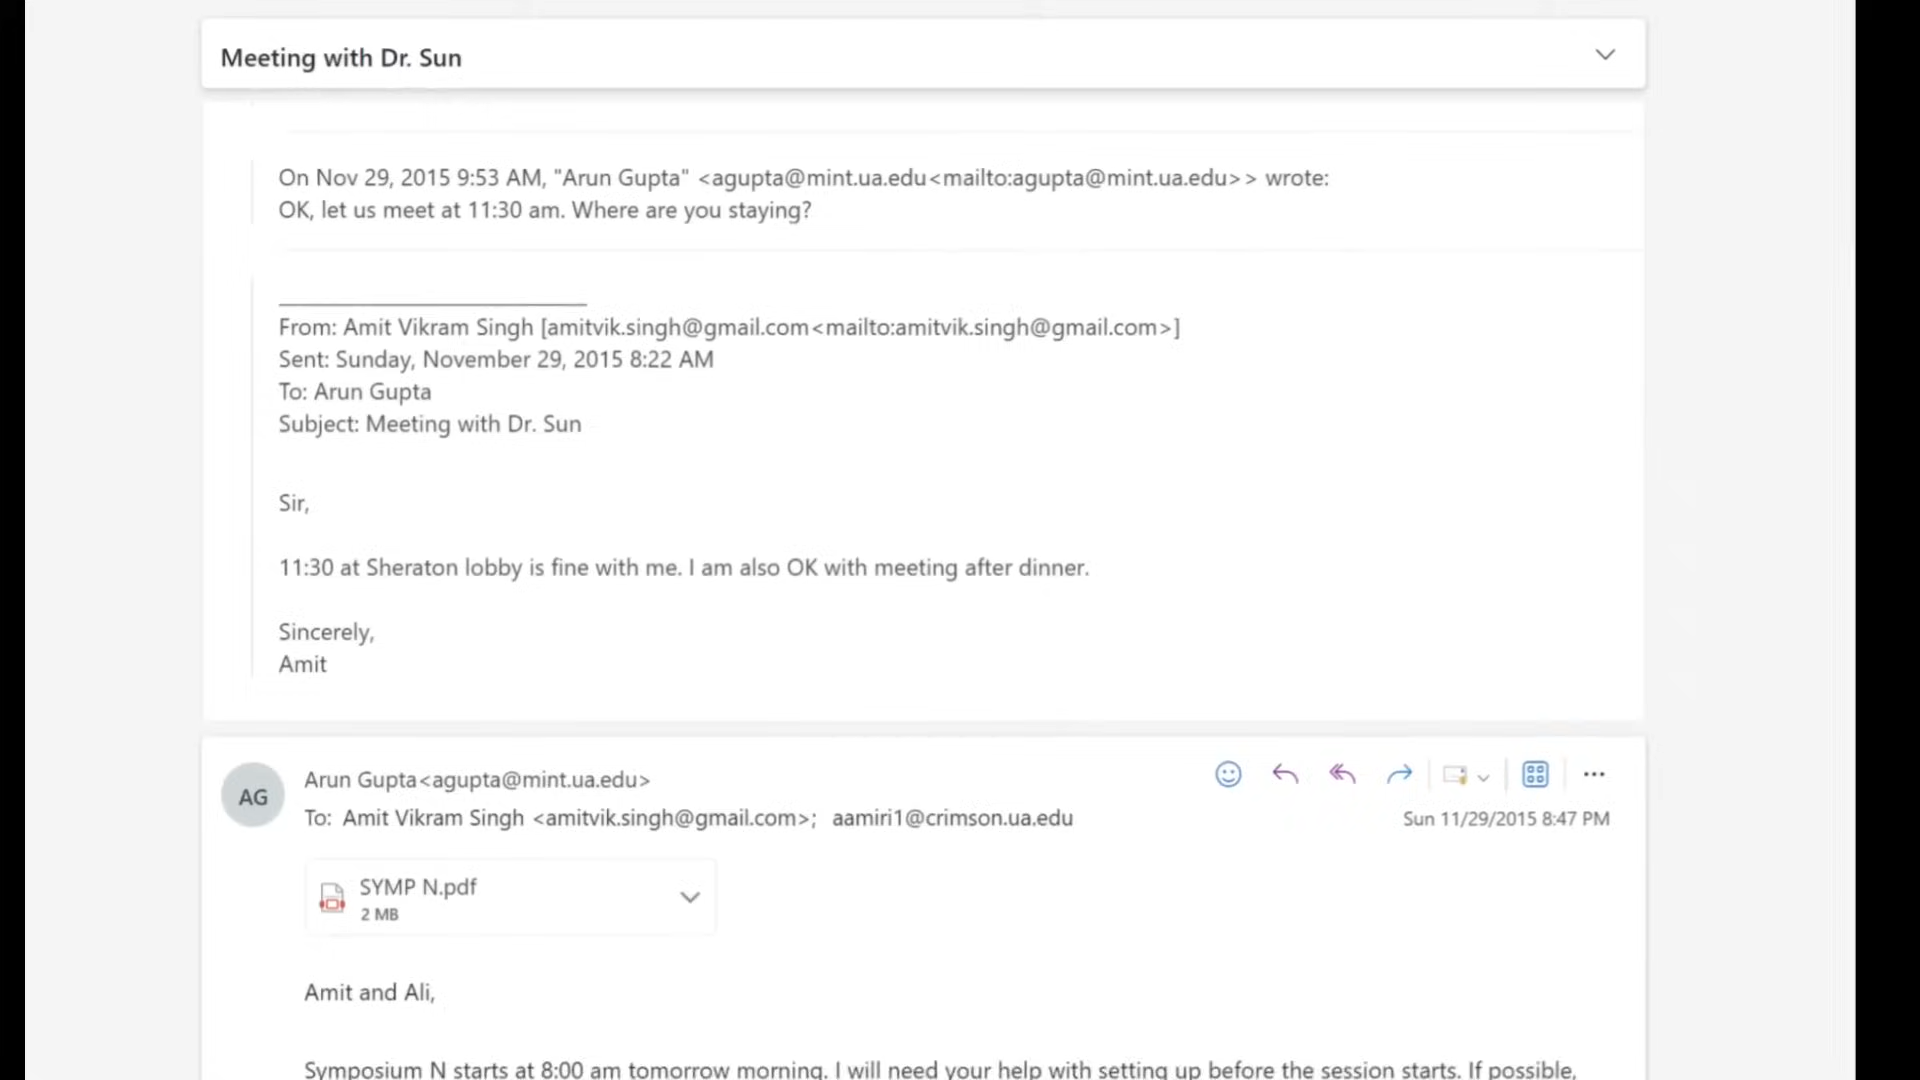 Meeting with Dr. Sun
On Nov 29, 2015 9:53 AM, "Arun Gupta" <agupta@mint.ua.edu<mailto:agupta@mint.ua.edu>> wrote:
OK, let us meet at 11:30 am. Where are you staying?
From: Amit Vikram Singh [amitvik.singh@gmail.com<mailto:amitvik.singh@gmail.com>]
Sent: Sunday, November 29, 2015 8:22 AM
To: Arun Gupta
Subject: Meeting with Dr. Sun
Sir,
11:30 at Sheraton lobby is fine with me. I am also OK with meeting after dinner.
Sincerely,
Amit
AG
Arun Gupta<agupta@mint.ua.edu>
To: Amit Vikram Singh <amitvik.singh@gmail.com>; aamiri1@crimson.ua.edu
Sun 11/29/2015 8:47 PM
SYMP N.pdf
2 MB
Amit and Ali,
Symposium N starts at 8:00 am tomorrow morning. I will need your help with setting up before the session starts. If possible,